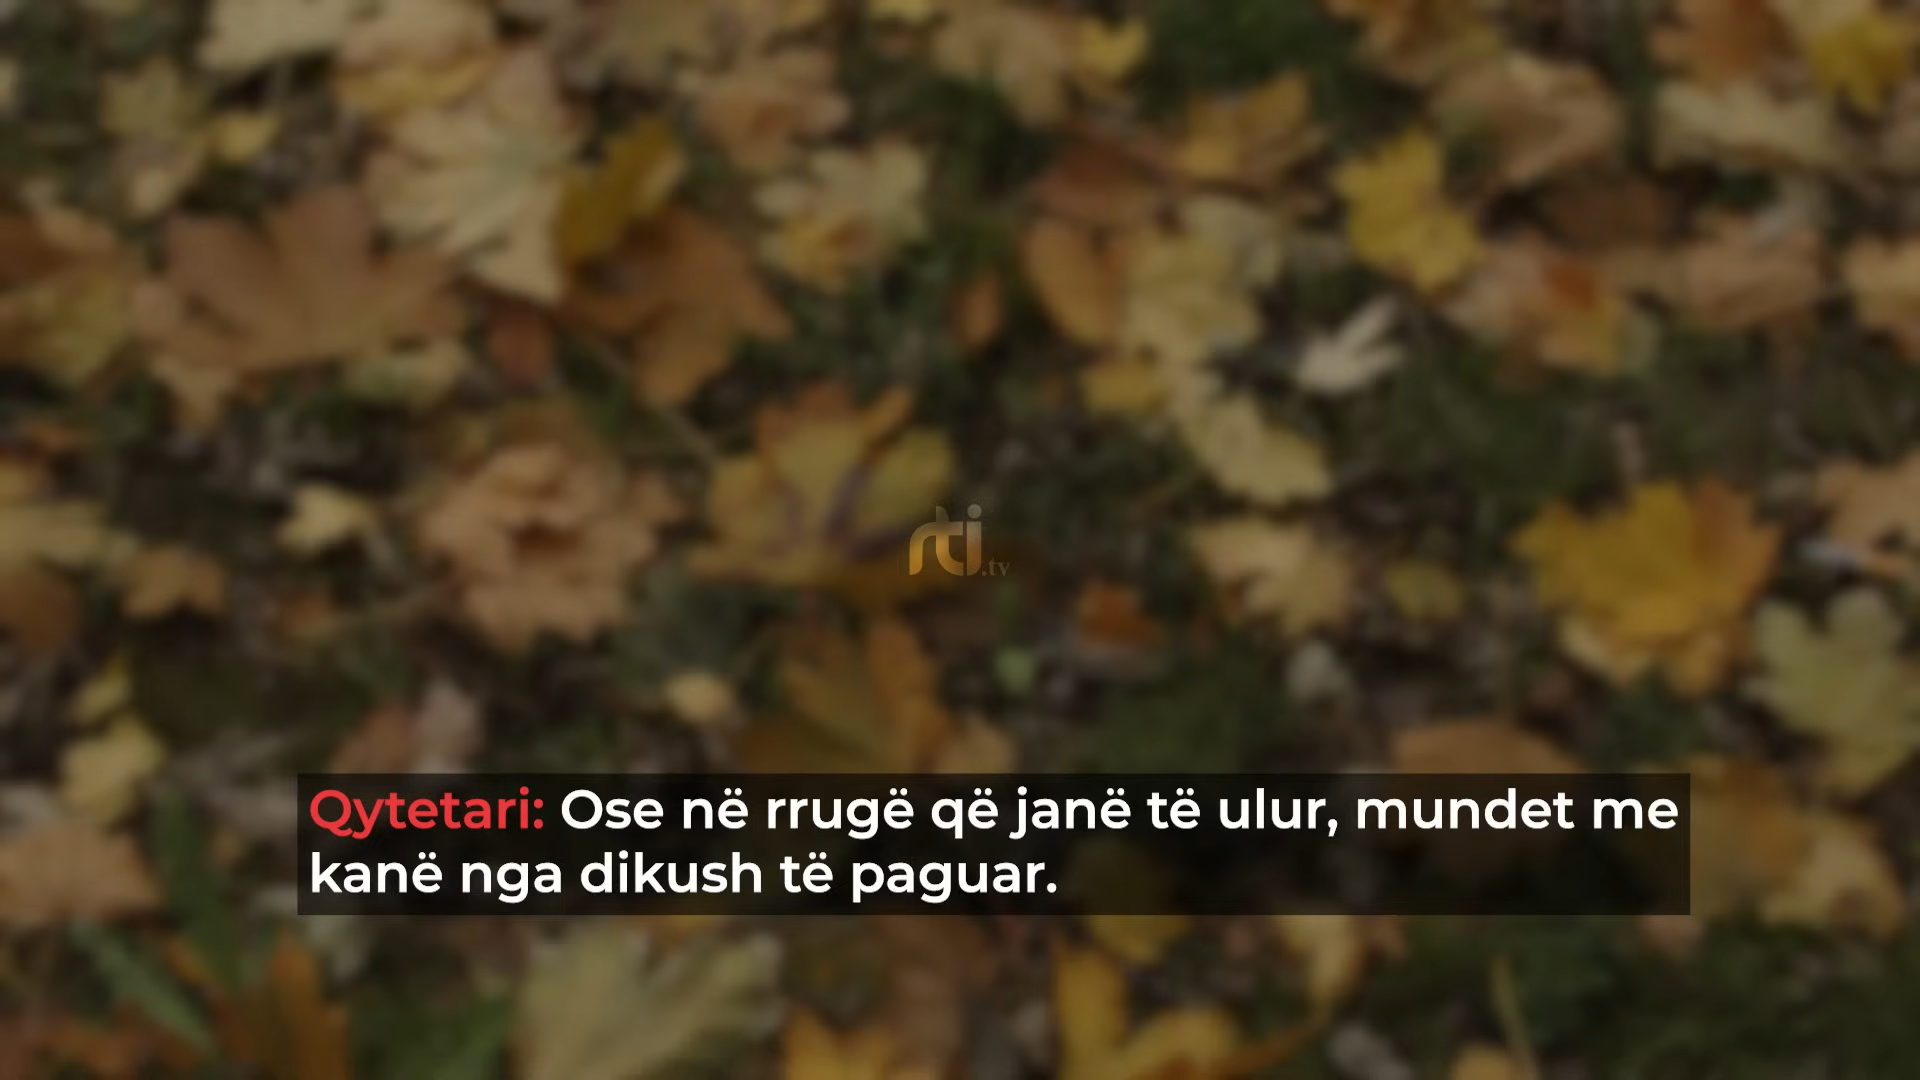 rti.tv
Qytetari: Ose në rrugë që janë të ulur, mundet me
kanë nga dikush të paguar.